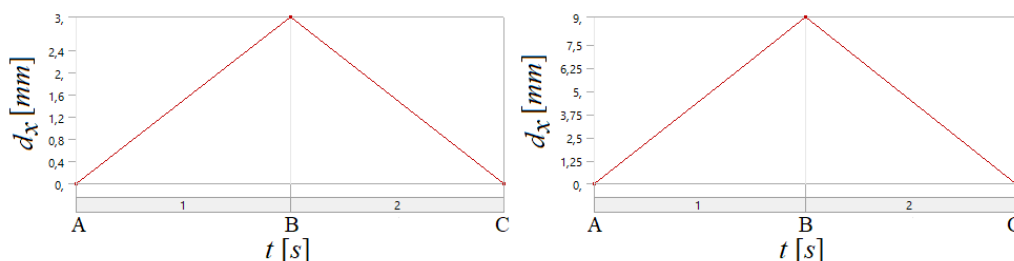 3,
2,4
2,
1,6
1,2
0,8
0,4
0,
d_x [mm]
1
2
A
B
C
t [s]
9,
7,5
6,25
5,
3,75
2,5
1,25
0,
d_x [mm]
1
2
A
B
C
t [s]